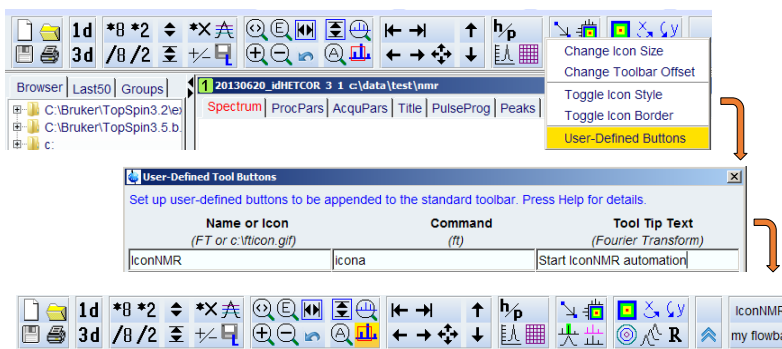 1d *8 *2 *X h/p
3d /8 /2 +/-
Change Icon Size
Change Toolbar Offset
Toggle Icon Style
Toggle Icon Border
User-Defined Buttons
Browser Last50 Groups
1 20130620_idHETCOR 3 1 c:\data\test\nmr
Spectrum ProcPars AcquPars Title PulseProg Peaks
C:\Bruker\TopSpin3.2\ex
C:\Bruker\TopSpin3.5.b.
c:
User-Defined Tool Buttons
Set up user-defined buttons to be appended to the standard toolbar. Press Help for details.
Name or Icon Command Tool Tip Text
(FT or c:\fticon.gif) (ft) (Fourier Transform)
IconNMR icona Start IconNMR automation
1d *8 *2 *X h/p IconNMR
3d /8 /2 +/- R my flowba